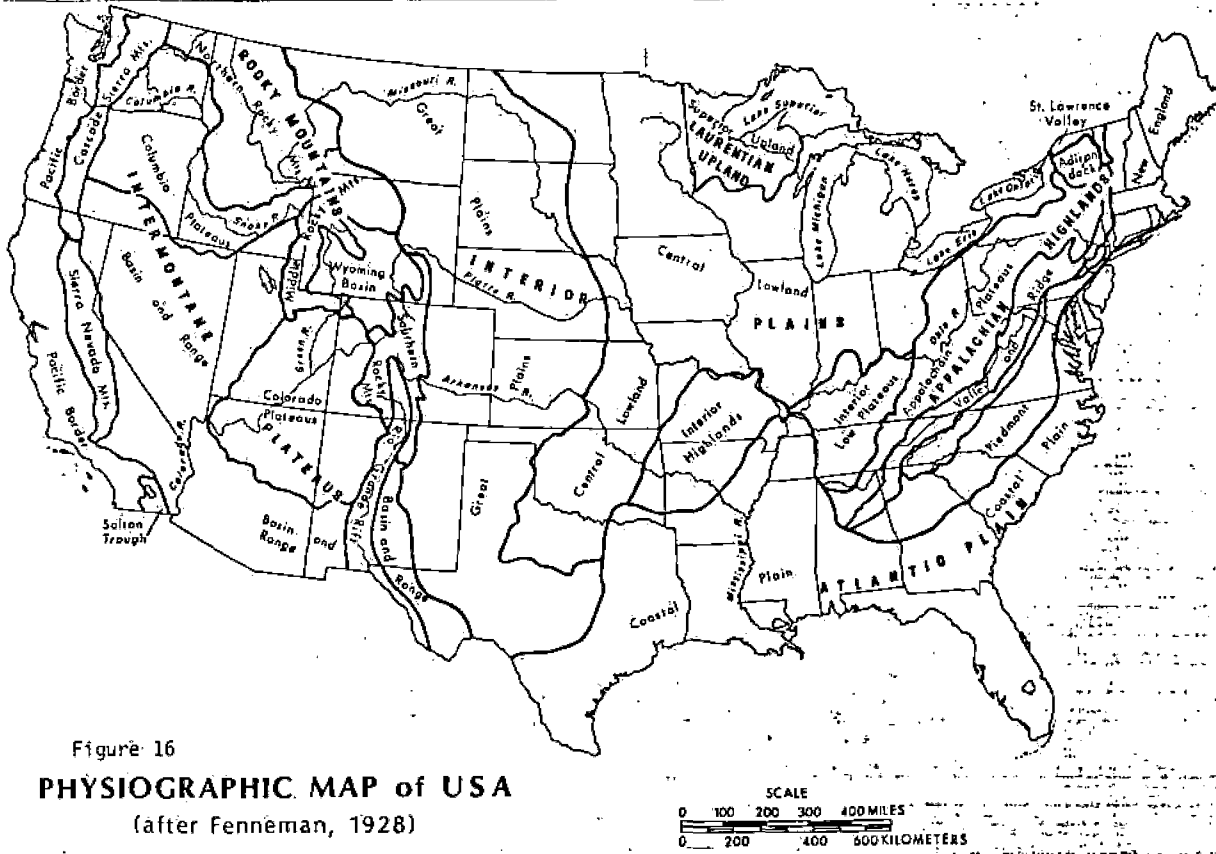 Pacific Border
Cascade Sierra Mts.
Columbia R.
Northern Rocky Mts.
ROCKY MOUNTAINS
Missouri R.
Great Plains
Superior Upland
LAURENTIAN UPLAND
Lake Superior
Lake Michigan
Lake Huron
Lake Ontario
Lake Erie
St. Lawrence Valley
Adirondack
New England
Columbia Plateaus
Snake R.
INTERMONTANE PLATEAUS
Basin and Range
Middle Rocky Mts.
Wyoming Basin
Southern Rocky Mts.
Green R.
Platte R.
INTERIOR PLAINS
Central Lowland
Sierra Nevada Mtn.
Pacific Border
Colorado Plateaus
Colorado R.
Arkansas R.
Plains
Lowland
Central
Great
Interior Highlands
Interior Low Plateaus
Ohio R.
Appalachian Plateaus
APPALACHIAN HIGHLANDS
Valley and Ridge
Piedmont
Coastal Plain
ATLANTIC PLAIN
Coastal Plain
Mississippi R.
Rio Grande Rift
Basin and Range
Basin and Range
Salton Trough
Figure 16
PHYSIOGRAPHIC MAP of USA
(after Fenneman, 1928)
SCALE
0 100 200 300 400 MILES
0 200 400 600 KILOMETERS